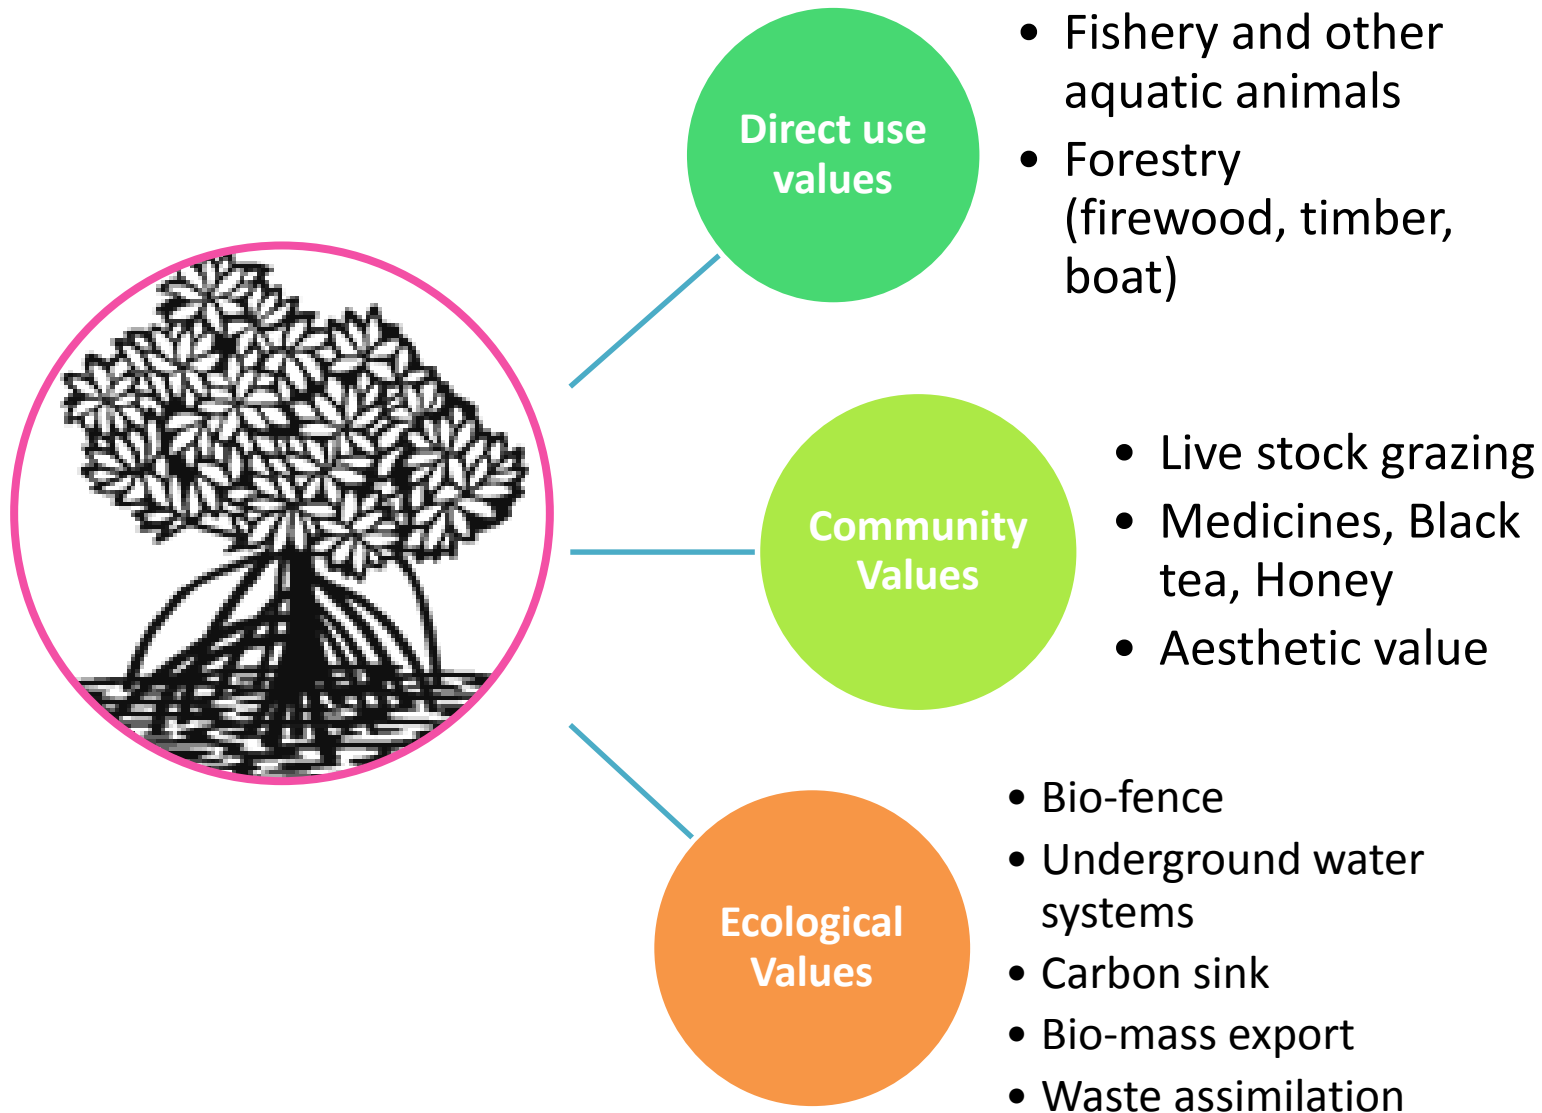 Direct use
values
• Fishery and other
aquatic animals
• Forestry
(firewood, timber,
boat)
Community
Values
• Live stock grazing
• Medicines, Black
tea, Honey
• Aesthetic value
Ecological
Values
• Bio-fence
• Underground water
systems
• Carbon sink
• Bio-mass export
• Waste assimilation